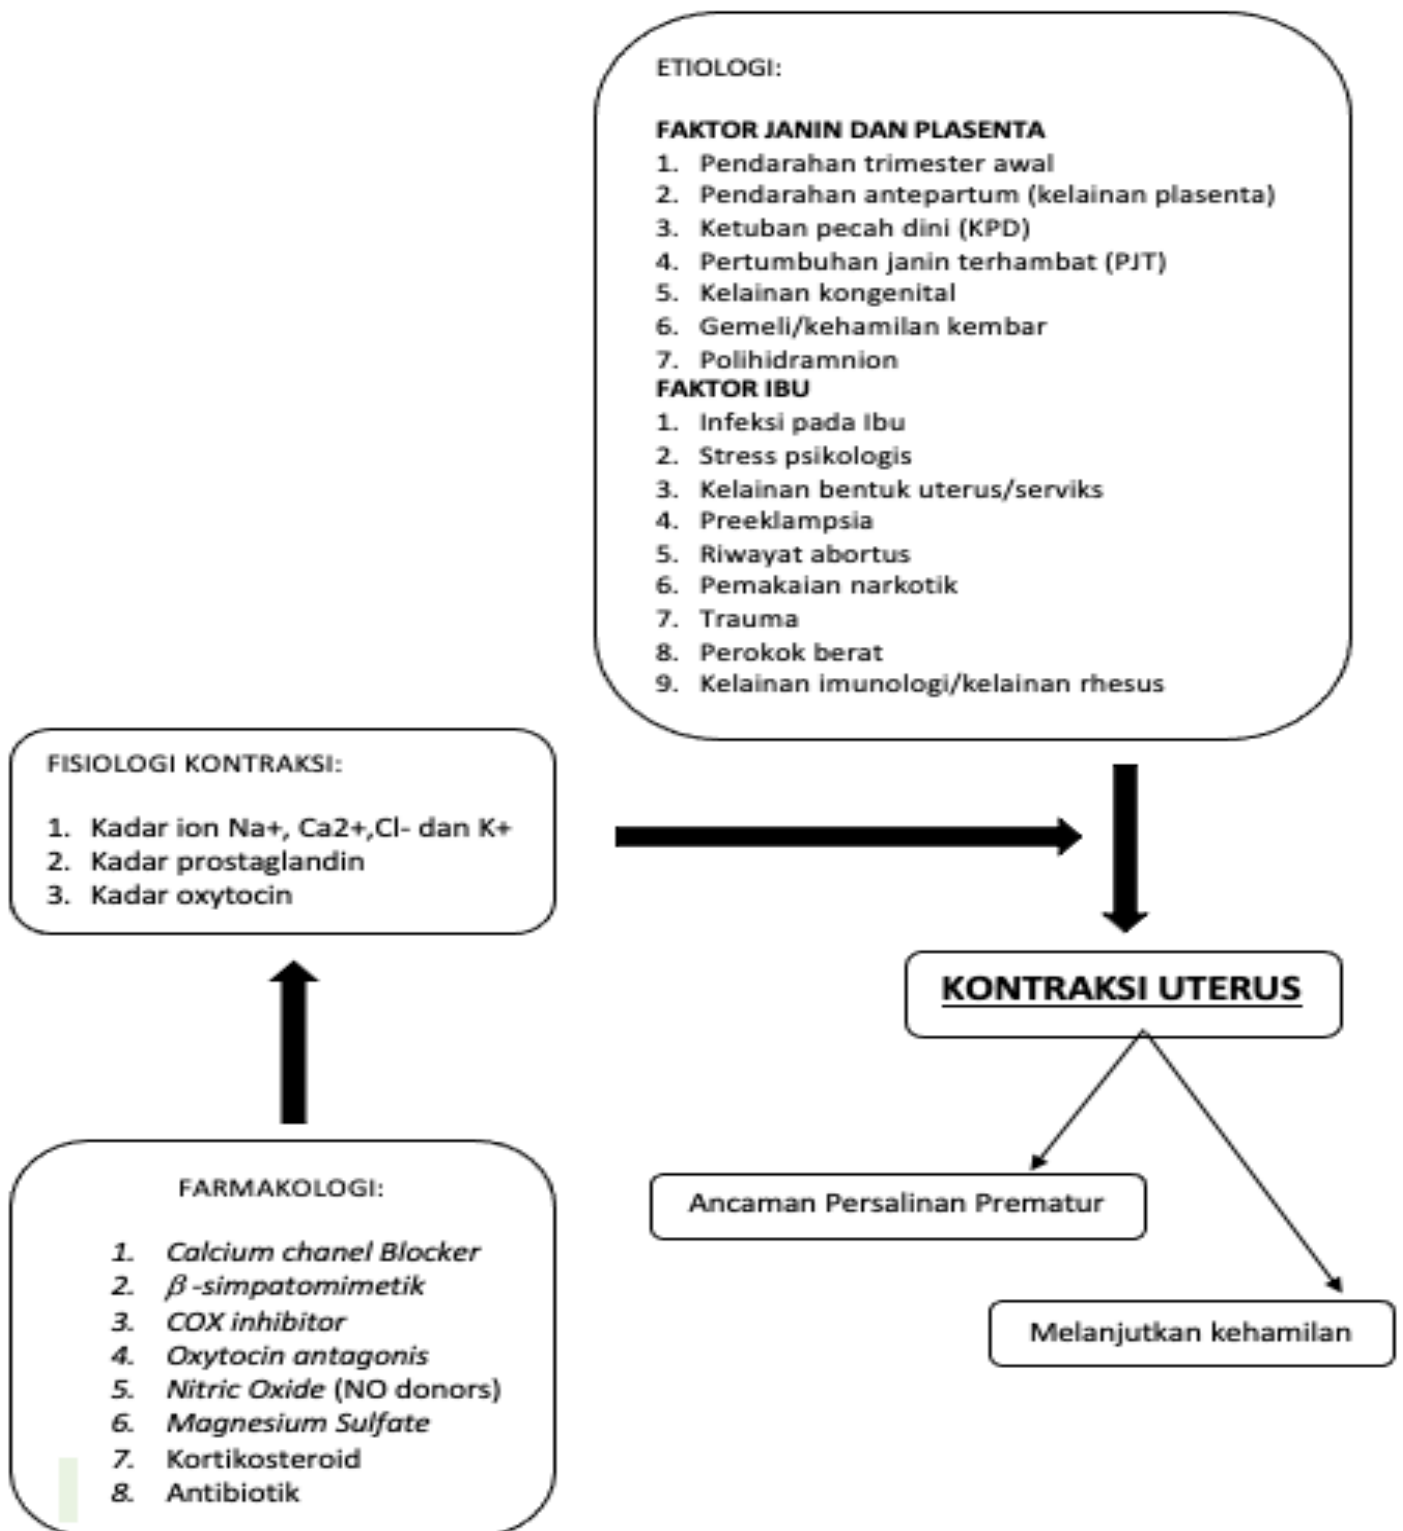 ETIOLOGI:
FAKTOR JANIN DAN PLASENTA
1. Pendarahan trimester awal
2. Pendarahan antepartum (kelainan plasenta)
3. Ketuban pecah dini (KPD)
4. Pertumbuhan janin terhambat (PJT)
5. Kelainan kongenital
6. Gemeli/kehamilan kembar
7. Polihidramnion
FAKTOR IBU
1. Infeksi pada Ibu
2. Stress psikologis
3. Kelainan bentuk uterus/serviks
4. Preeklampsia
5. Riwayat abortus
6. Pemakaian narkotik
7. Trauma
8. Perokok berat
9. Kelainan imunologi/kelainan rhesus
FISIOLOGI KONTRAKSI:
1. Kadar ion Na+, Ca2+,Cl- dan K+
2. Kadar prostaglandin
3. Kadar oxytocin
KONTRAKSI UTERUS
FARMAKOLOGI:
1. Calcium chanel Blocker
2. β -simpatomimetik
3. COX inhibitor
4. Oxytocin antagonis
5. Nitric Oxide (NO donors)
6. Magnesium Sulfate
7. Kortikosteroid
8. Antibiotik
Ancaman Persalinan Prematur
Melanjutkan kehamilan